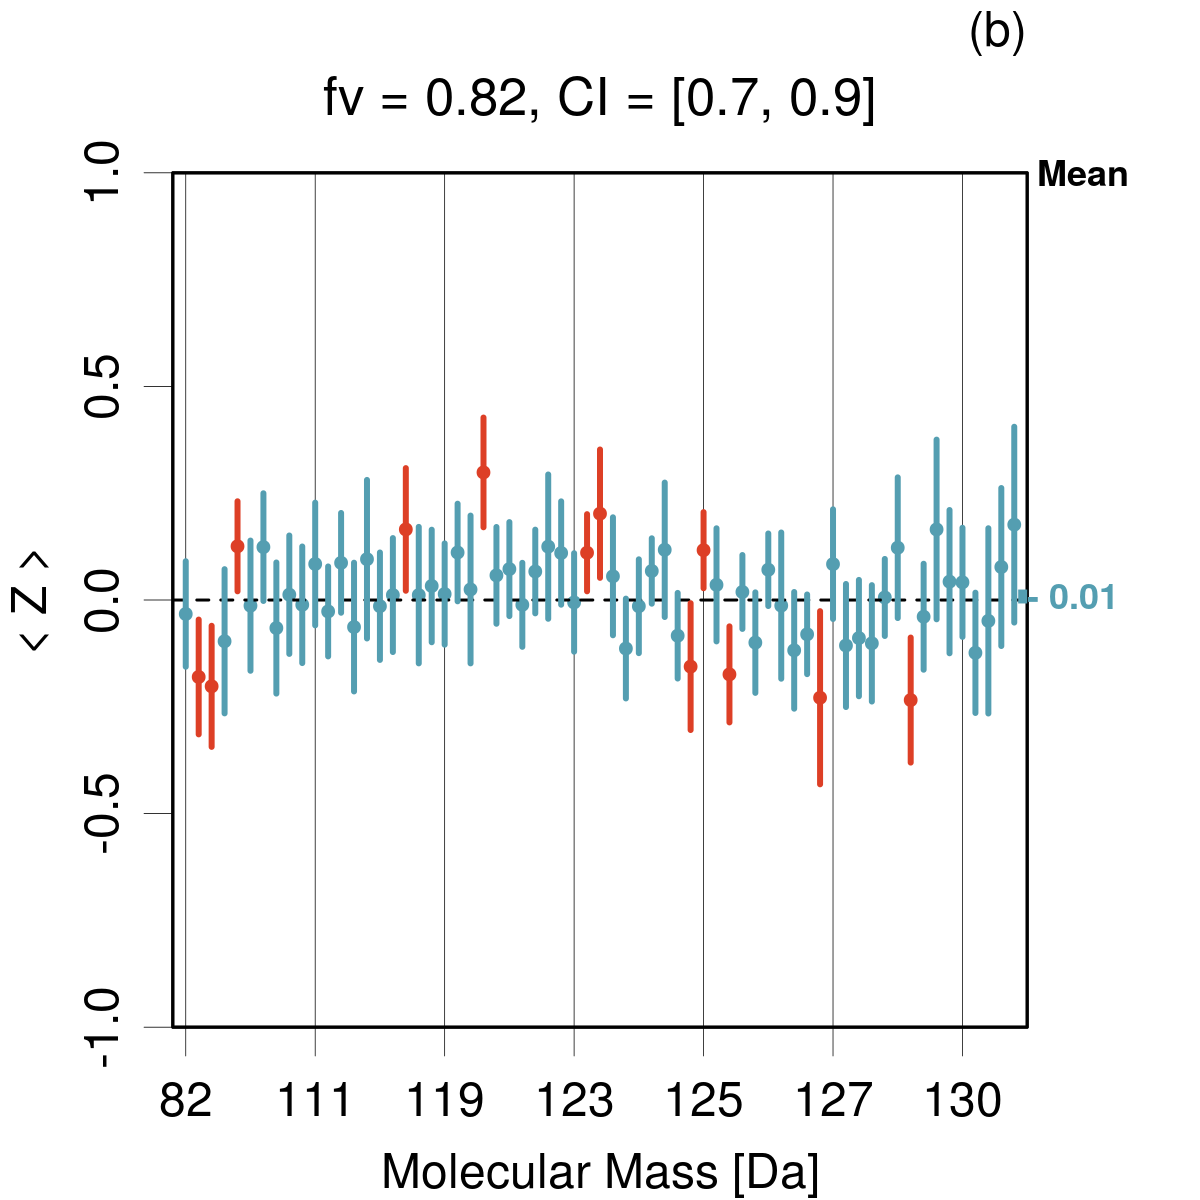 (b)
fv = 0.82, CI = [0.7, 0.9]
Mean
1.0
0.5
0.0
-0.5
-1.0
< Z >
0.01
82 111 119 123 125 127 130
Molecular Mass [Da]